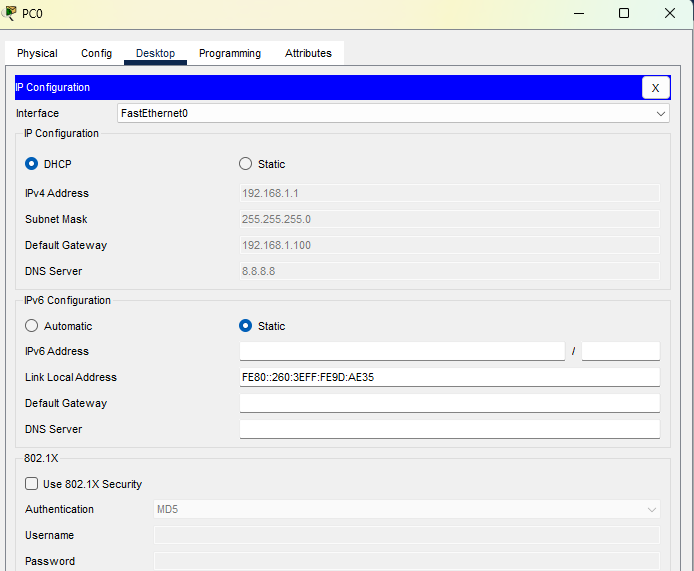 PC0
Physical Config Desktop Programming Attributes
IP Configuration X
Interface FastEthernet0
IP Configuration
DHCP Static
IPv4 Address 192.168.1.1
Subnet Mask 255.255.255.0
Default Gateway 192.168.1.100
DNS Server 8.8.8.8
IPv6 Configuration
Automatic Static
IPv6 Address /
Link Local Address FE80::260:3EFF:FE9D:AE35
Default Gateway
DNS Server
802.1X
Use 802.1X Security
Authentication MD5
Username
Password